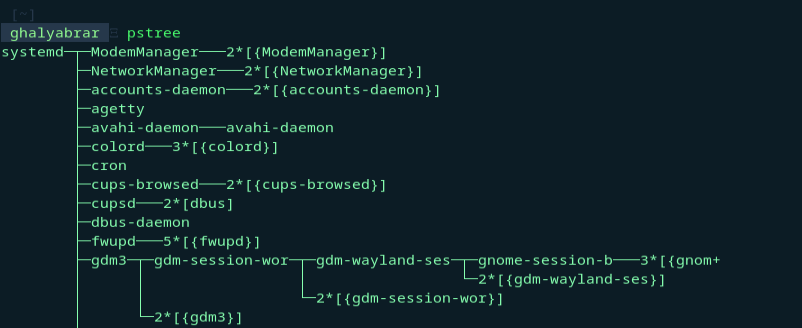 [~]
ghalyabrar pstree
systemd─┬─ModemManager───2*[{ModemManager}]
├─NetworkManager───2*[{NetworkManager}]
├─accounts-daemon───2*[{accounts-daemon}]
├─agetty
├─avahi-daemon───avahi-daemon
├─colord───3*[{colord}]
├─cron
├─cups-browsed───2*[{cups-browsed}]
├─cupsd───2*[dbus]
├─dbus-daemon
├─fwupd───5*[{fwupd}]
├─gdm3─┬─gdm-session-wor─┬─gdm-wayland-ses─┬─gnome-session-b───3*[{gnom+
│ │ │ └─2*[{gdm-wayland-ses}]
│ │ └─2*[{gdm-session-wor}]
│ └─2*[{gdm3}]